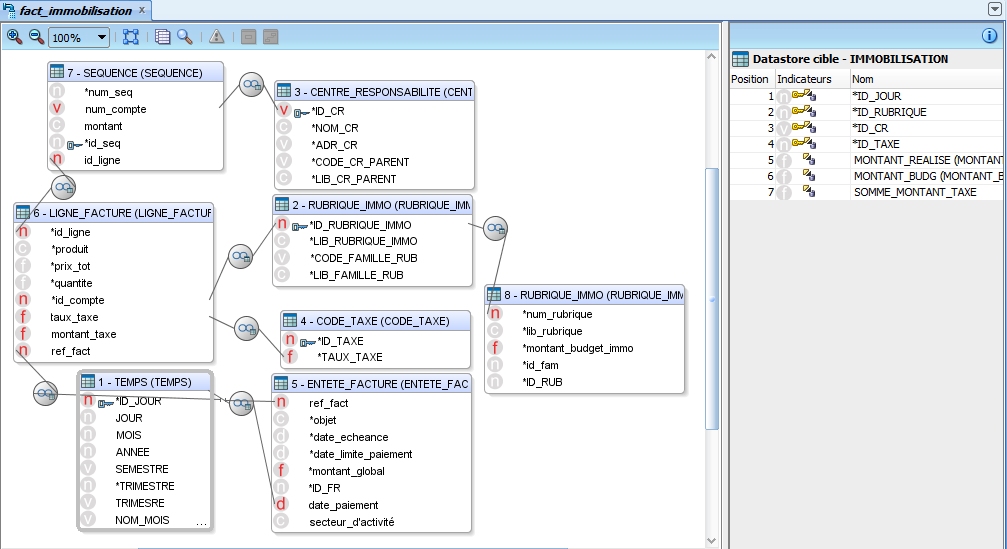 fact_immobilisation x
100%
7 - SEQUENCE (SEQUENCE)
n *num_seq
v num_compte
c montant
n *id_seq
n id_ligne
3 - CENTRE_RESPONSABILITE (CENT
v *ID_CR
c *NOM_CR
v *ADR_CR
c *CODE_CR_PARENT
v *LIB_CR_PARENT
6 - LIGNE_FACTURE (LIGNE_FACTUR
n *id_ligne
c *produit
f *prix_tot
f *quantite
n *id_compte
f taux_taxe
f montant_taxe
n ref_fact
2 - RUBRIQUE_IMMO (RUBRIQUE_IMM
n *ID_RUBRIQUE_IMMO
c *LIB_RUBRIQUE_IMMO
v *CODE_FAMILLE_RUB
c *LIB_FAMILLE_RUB
8 - RUBRIQUE_IMMO (RUBRIQUE_IMM
n *num_rubrique
c *lib_rubrique
f *montant_budget_immo
n *id_fam
n *ID_RUB
4 - CODE_TAXE (CODE_TAXE)
n *ID_TAXE
f *TAUX_TAXE
1 - TEMPS (TEMPS)
n *ID_JOUR
n JOUR
n MOIS
n ANNEE
v SEMESTRE
n *TRIMESTRE
v TRIMESRE
v NOM_MOIS ...
5 - ENTETE_FACTURE (ENTETE_FAC
n ref_fact
c *objet
d *date_echeance
d *date_limite_paiement
f *montant_global
n *ID_FR
d date_paiement
c secteur_d'activité
Datastore cible - IMMOBILISATION
Position Indicateurs Nom
1 n *ID_JOUR
2 n *ID_RUBRIQUE
3 v *ID_CR
4 n *ID_TAXE
5 f MONTANT_REALISE (MONTANT
6 f MONTANT_BUDG (MONTANT_B
7 f SOMME_MONTANT_TAXE